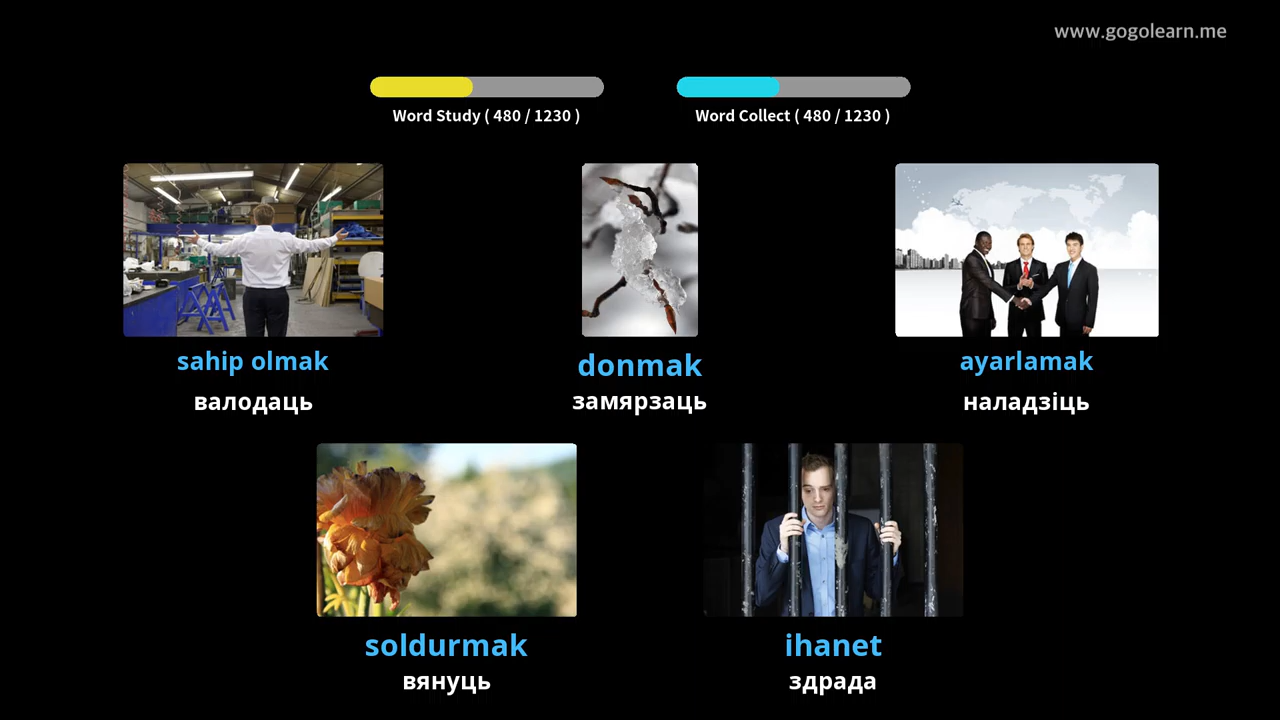 www.gogolearn.me
Word Study ( 480 / 1230 )
Word Collect ( 480 / 1230 )
sahip olmak
валодаць
donmak
замярзаць
ayarlamak
наладзіць
soldurmak
вянуць
ihanet
здрада